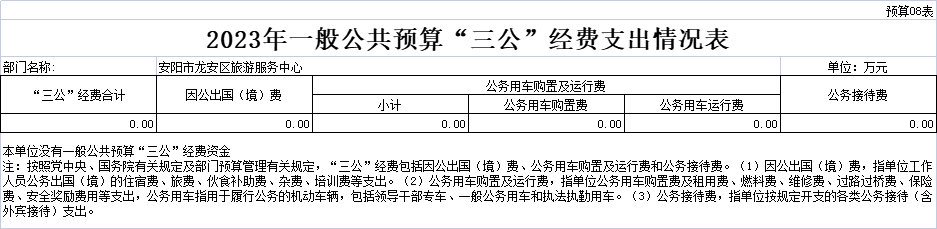 预算08表
2023年一般公共预算“三公”经费支出情况表
部门名称: 安阳市龙安区旅游服务中心 单位：万元
“三公”经费合计 因公出国（境）费 公务用车购置及运行费 公务接待费
小计 公务用车购置费 公务用车运行费
0.00 0.00 0.00 0.00 0.00 0.00
本单位没有一般公共预算“三公”经费资金
注：按照党中央、国务院有关规定及部门预算管理有关规定，“三公”经费包括因公出国（境）费、公务用车购置及运行费和公务接待费。（1）因公出国（境）费，指单位工作
人员公务出国（境）的住宿费、旅费、伙食补助费、杂费、培训费等支出。（2）公务用车购置及运行费，指单位公务用车购置费及租用费、燃料费、维修费、过路过桥费、保险
费、安全奖励费用等支出，公务用车指用于履行公务的机动车辆，包括领导干部专车、一般公务用车和执法执勤用车。（3）公务接待费，指单位按规定开支的各类公务接待（含
外宾接待）支出。